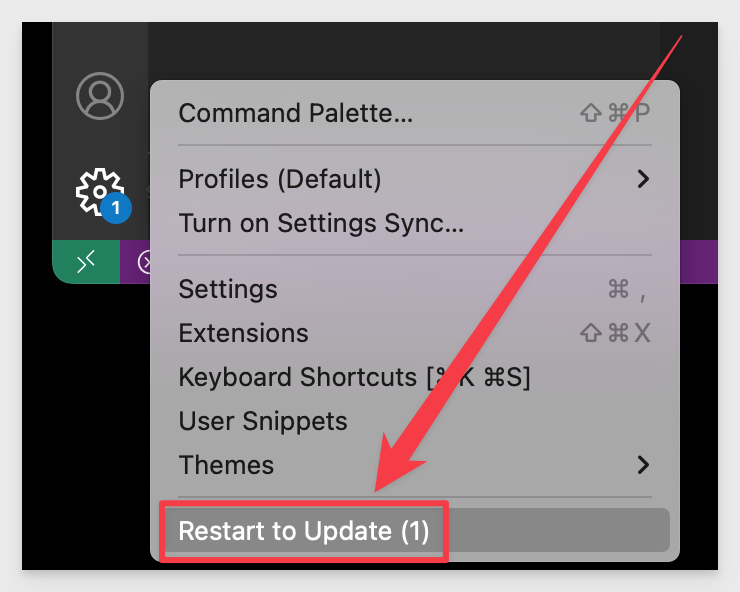 Command Palette... ⇧⌘P
Profiles (Default)
1
Turn on Settings Sync...
Settings ⌘ ,
Extensions ⇧⌘X
Keyboard Shortcuts [⌘K ⌘S]
User Snippets
Themes
Restart to Update (1)